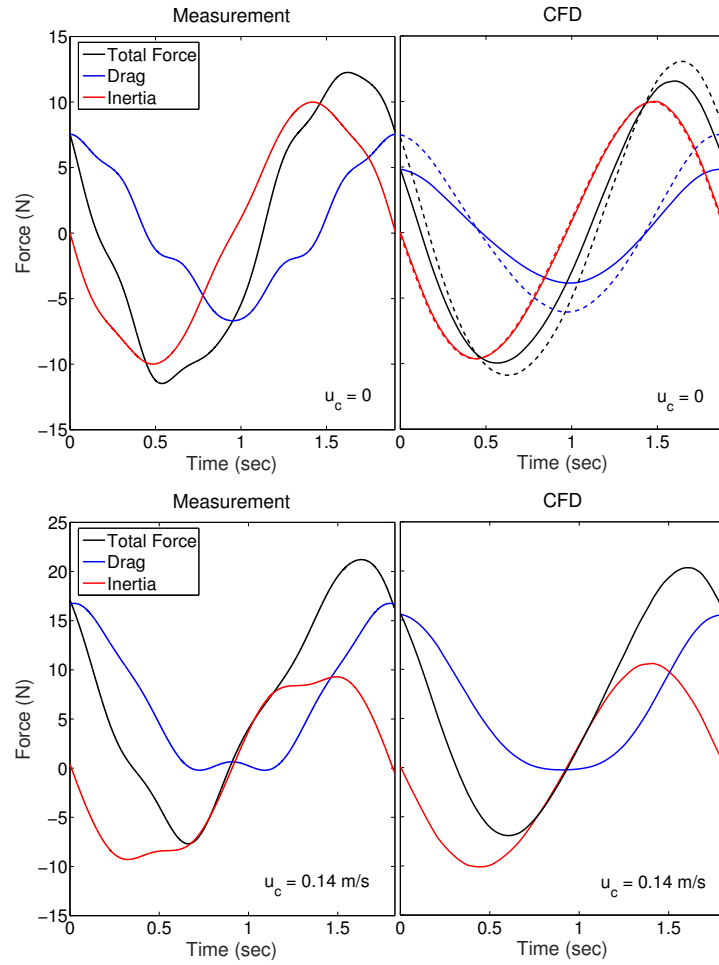 Measurement
CFD
Total Force
Drag
Inertia
Force (N)
15
10
5
0
−5
−10
−15
u_c = 0
u_c = 0
0
0.5
1
1.5
0
0.5
1
1.5
Time (sec)
Time (sec)
Measurement
CFD
Total Force
Drag
Inertia
Force (N)
25
20
15
10
5
0
−5
−10
−15
u_c = 0.14 m/s
u_c = 0.14 m/s
0
0.5
1
1.5
0
0.5
1
1.5
Time (sec)
Time (sec)